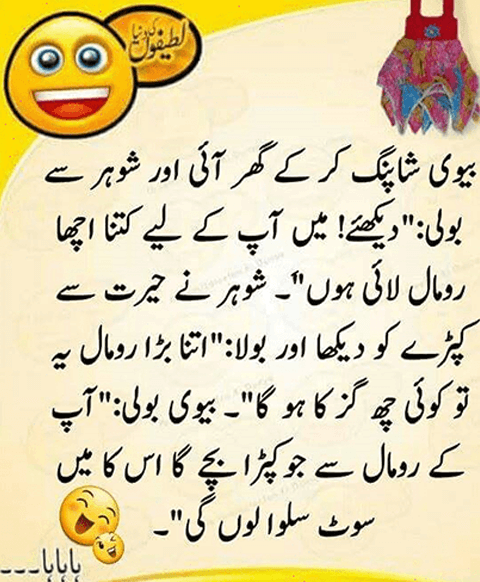 لطیفوں کی دنیا
بیوی شاپنگ کر کے گھر آئی اور شوہر سے
بولی:"دیکھئے! میں آپ کے لیے کتنا اچھا
رومال لائی ہوں"۔ شوہر نے حیرت سے
کپڑے کو دیکھا اور بولا:"اتنا بڑا رومال یہ
تو کوئی چھ گز کا ہو گا"۔ بیوی بولی:"آپ
کے رومال سے جو کپڑا بچے گا اس کا میں
سوٹ سلوا لوں گی"۔
ہاہاہا۔۔۔